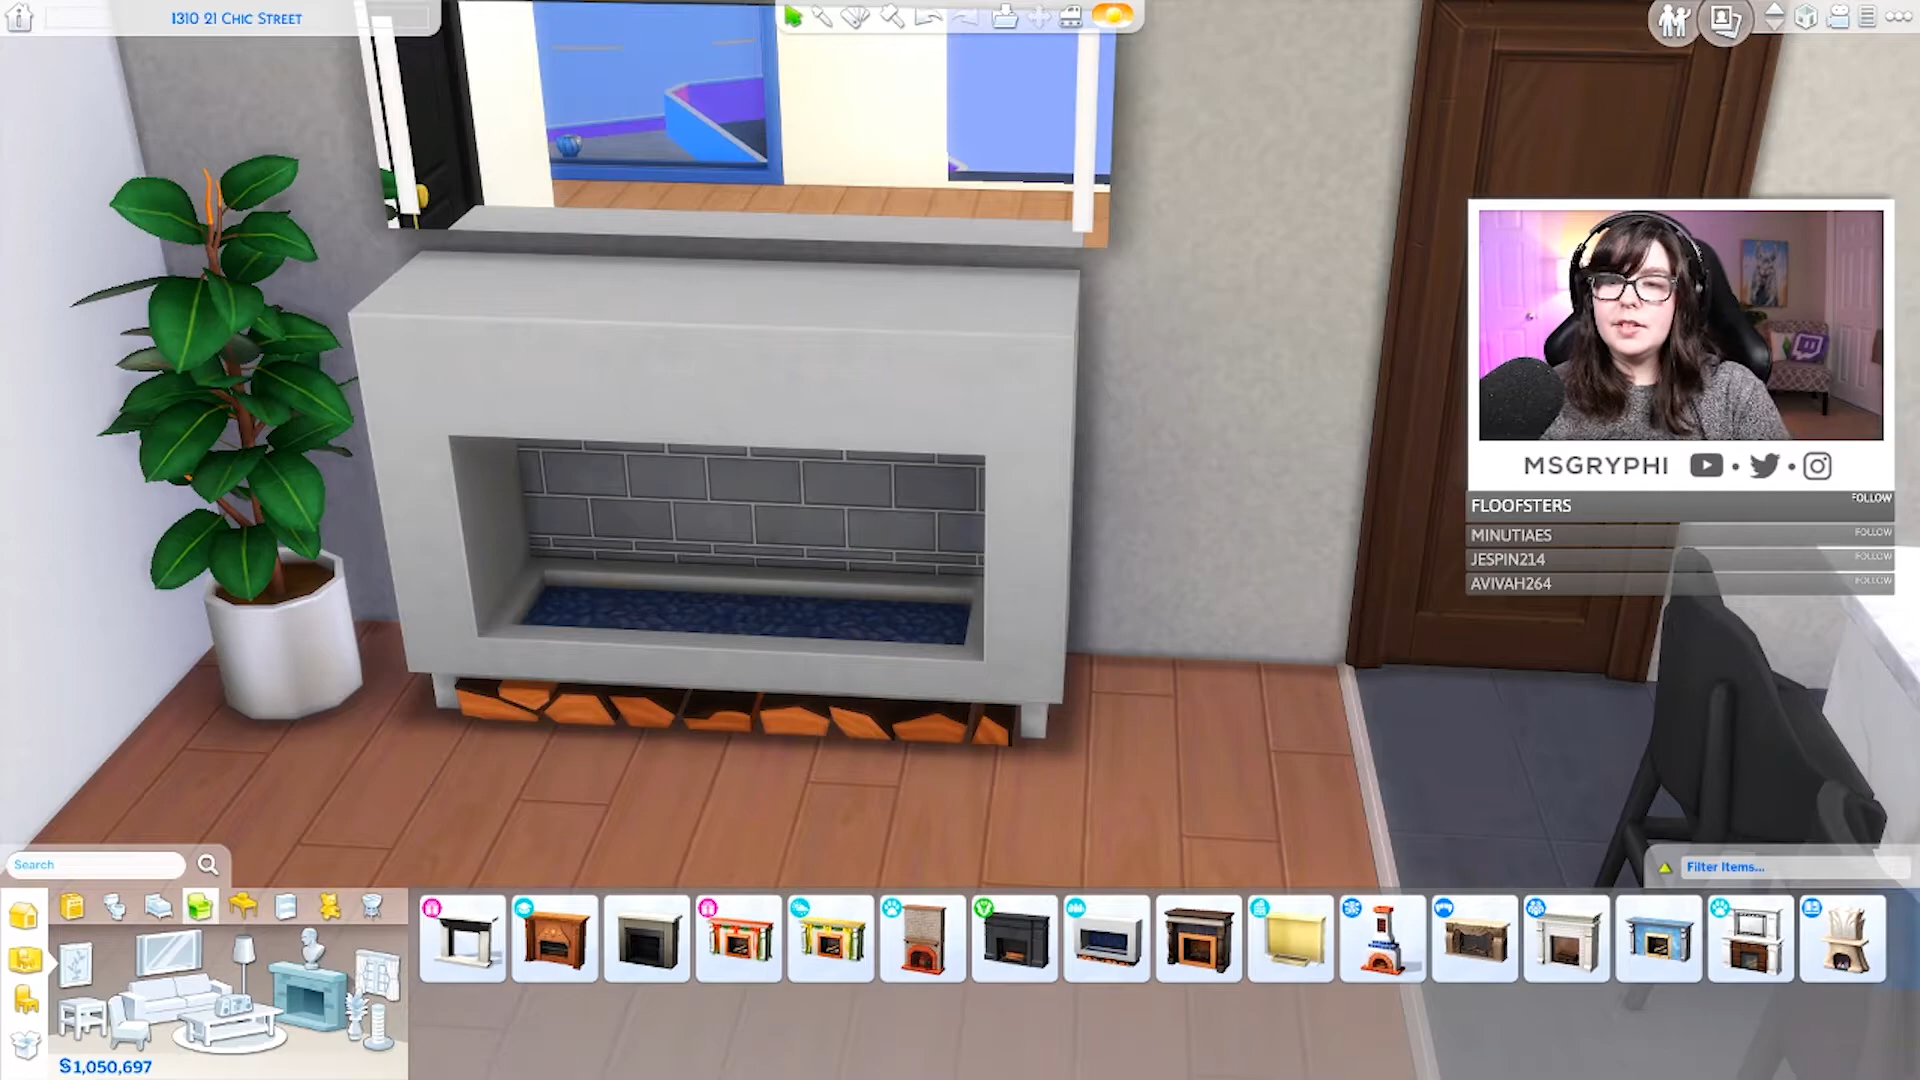 1310 21 CHIC STREET
MSGRYPHI
FLOOFSTERS FOLLOW
MINUTIAES FOLLOW
JESPIN214 FOLLOW
AVIVAH264 FOLLOW
Search
Filter Items...
§1,050,697